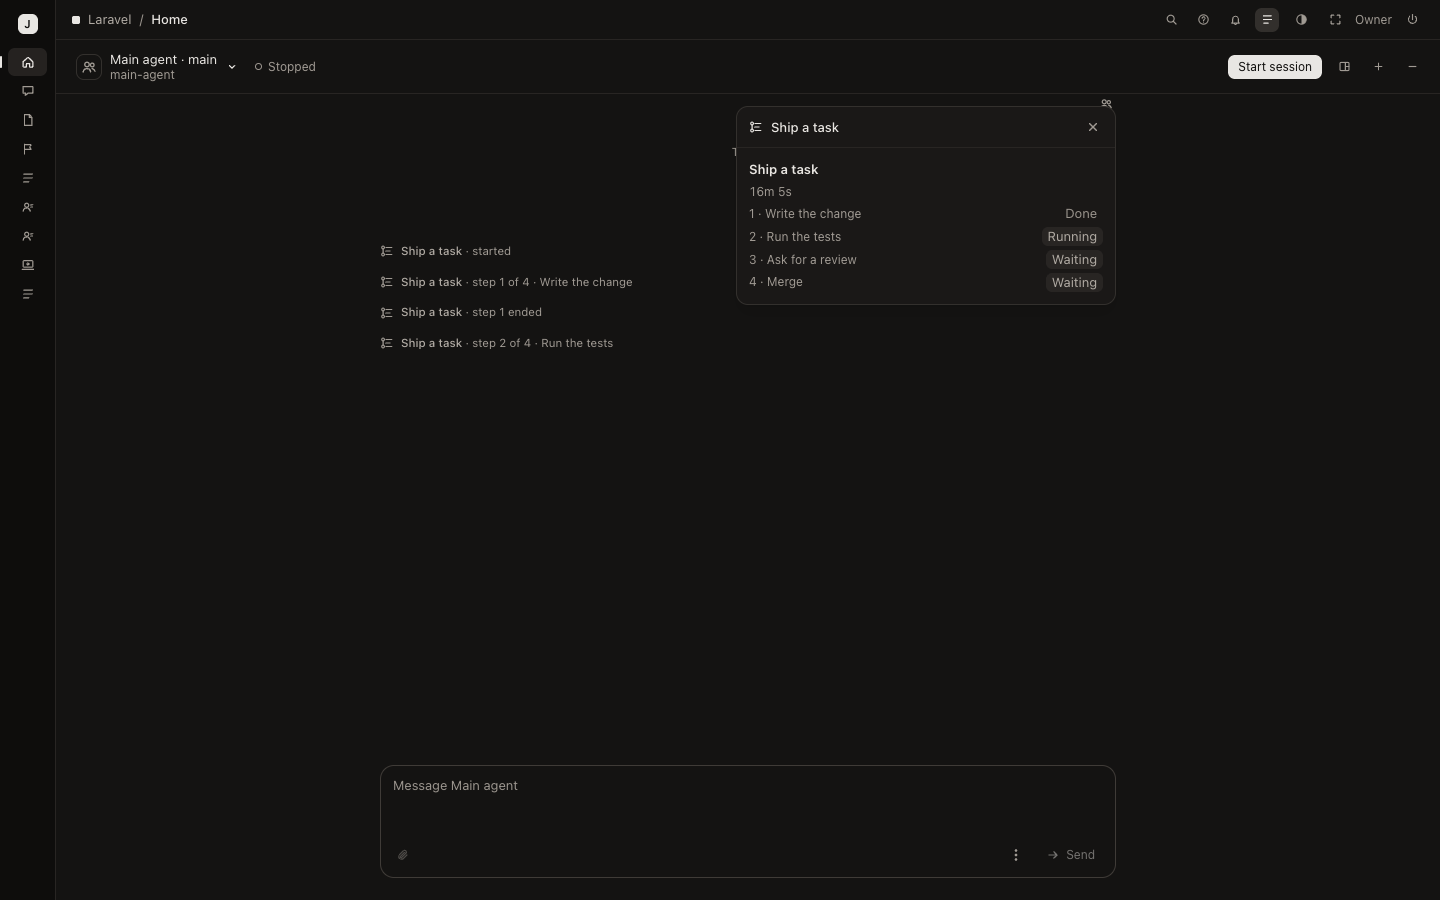 J
Laravel / Home
Owner
Main agent · main
main-agent
Stopped
Start session
Ship a task
Ship a task
16m 5s
1 · Write the change
Done
2 · Run the tests
Running
3 · Ask for a review
Waiting
4 · Merge
Waiting
Ship a task · started
Ship a task · step 1 of 4 · Write the change
Ship a task · step 1 ended
Ship a task · step 2 of 4 · Run the tests
Message Main agent
Send